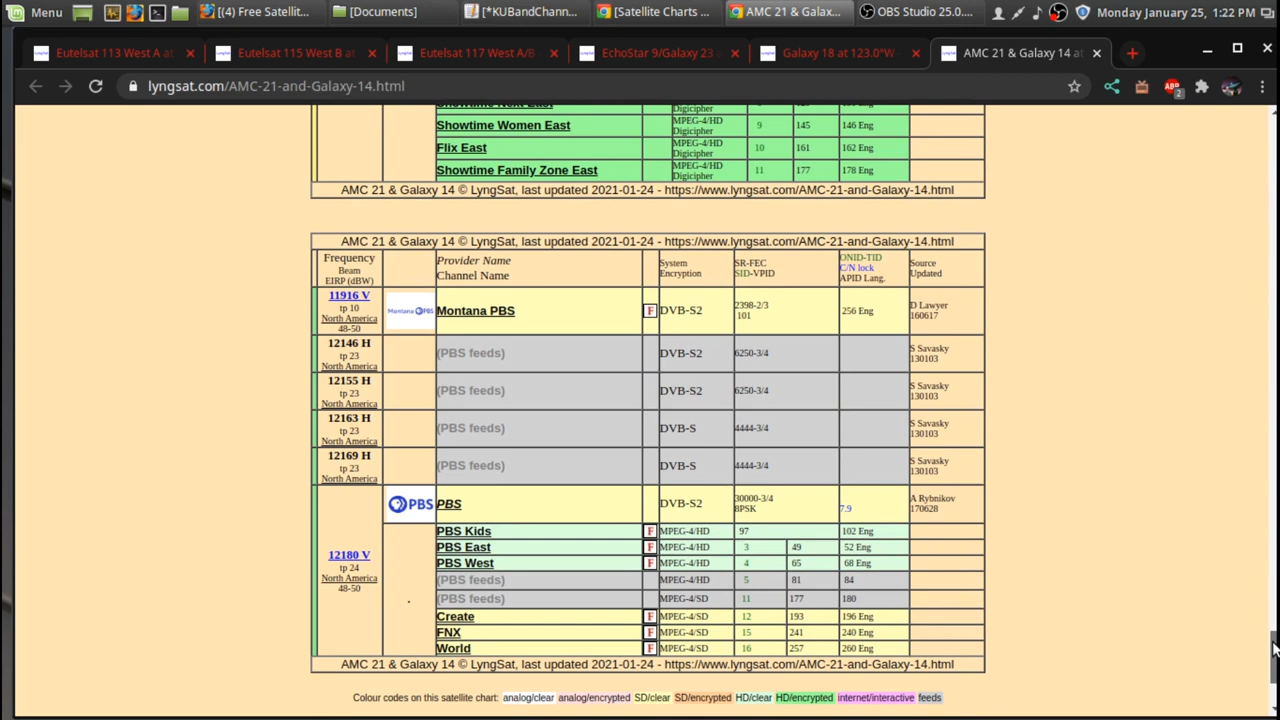 Menu [(4) Free Satellit... [Documents] [*KUBandChann... [Satellite Charts ... AMC 21 & Galax... OBS Studio 25.0.... Monday January 25, 1:22 PM
Eutelsat 113 West A at × Eutelsat 115 West B at × Eutelsat 117 West A/B × EchoStar 9/Galaxy 23 × Galaxy 18 at 123.0°W × AMC 21 & Galaxy 14 at × +
lyngsat.com/AMC-21-and-Galaxy-14.html ABP 2
Showtime Next East Digicipher
Showtime Women East MPEG-4/HD Digicipher 9 145 146 Eng
Flix East MPEG-4/HD Digicipher 10 161 162 Eng
Showtime Family Zone East MPEG-4/HD Digicipher 11 177 178 Eng
AMC 21 & Galaxy 14 © LyngSat, last updated 2021-01-24 - https://www.lyngsat.com/AMC-21-and-Galaxy-14.html
AMC 21 & Galaxy 14 © LyngSat, last updated 2021-01-24 - https://www.lyngsat.com/AMC-21-and-Galaxy-14.html
Frequency Beam EIRP (dBW) Provider Name Channel Name System Encryption SR-FEC SID-VPID ONID-TID C/N lock APID Lang. Source Updated
11916 V tp 10 North America 48-50 Montana PBS Montana PBS F DVB-S2 2398-2/3 101 256 Eng D Lawyer 160617
12146 H tp 23 North America (PBS feeds) DVB-S2 6250-3/4 S Savasky 130103
12155 H tp 23 North America (PBS feeds) DVB-S2 6250-3/4 S Savasky 130103
12163 H tp 23 North America (PBS feeds) DVB-S 4444-3/4 S Savasky 130103
12169 H tp 23 North America (PBS feeds) DVB-S 4444-3/4 S Savasky 130103
12180 V tp 24 North America 48-50 PBS PBS DVB-S2 30000-3/4 8PSK 7.9 A Rybnikov 170628
PBS Kids F MPEG-4/HD 97 102 Eng
PBS East F MPEG-4/HD 3 49 52 Eng
PBS West F MPEG-4/HD 4 65 68 Eng
(PBS feeds) MPEG-4/HD 5 81 84
(PBS feeds) MPEG-4/SD 11 177 180
Create F MPEG-4/SD 12 193 196 Eng
FNX F MPEG-4/SD 15 241 240 Eng
World F MPEG-4/SD 16 257 260 Eng
AMC 21 & Galaxy 14 © LyngSat, last updated 2021-01-24 - https://www.lyngsat.com/AMC-21-and-Galaxy-14.html
Colour codes on this satellite chart: analog/clear analog/encrypted SD/clear SD/encrypted HD/clear HD/encrypted internet/interactive feeds